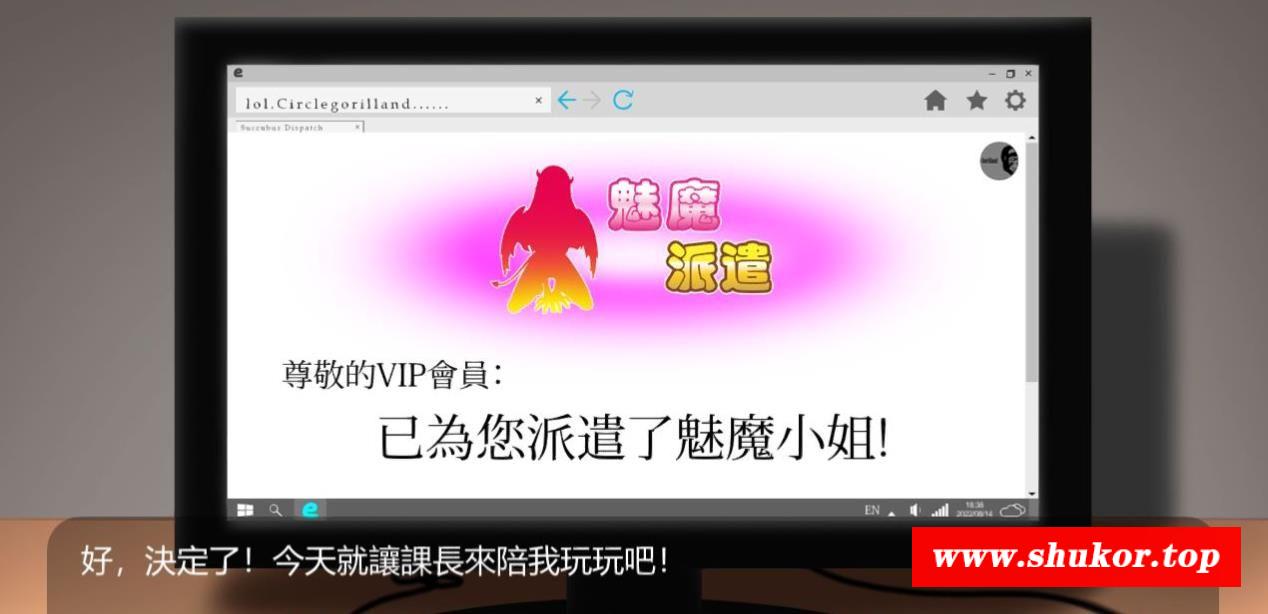 lol.Circlegorilland......
Succubus Dispatch
魅魔
派遣
尊敬的VIP會員：
已為您派遣了魅魔小姐!
EN
18:38
2022/08/14
好，決定了！今天就讓課長來陪我玩玩吧！
www.shukor.top